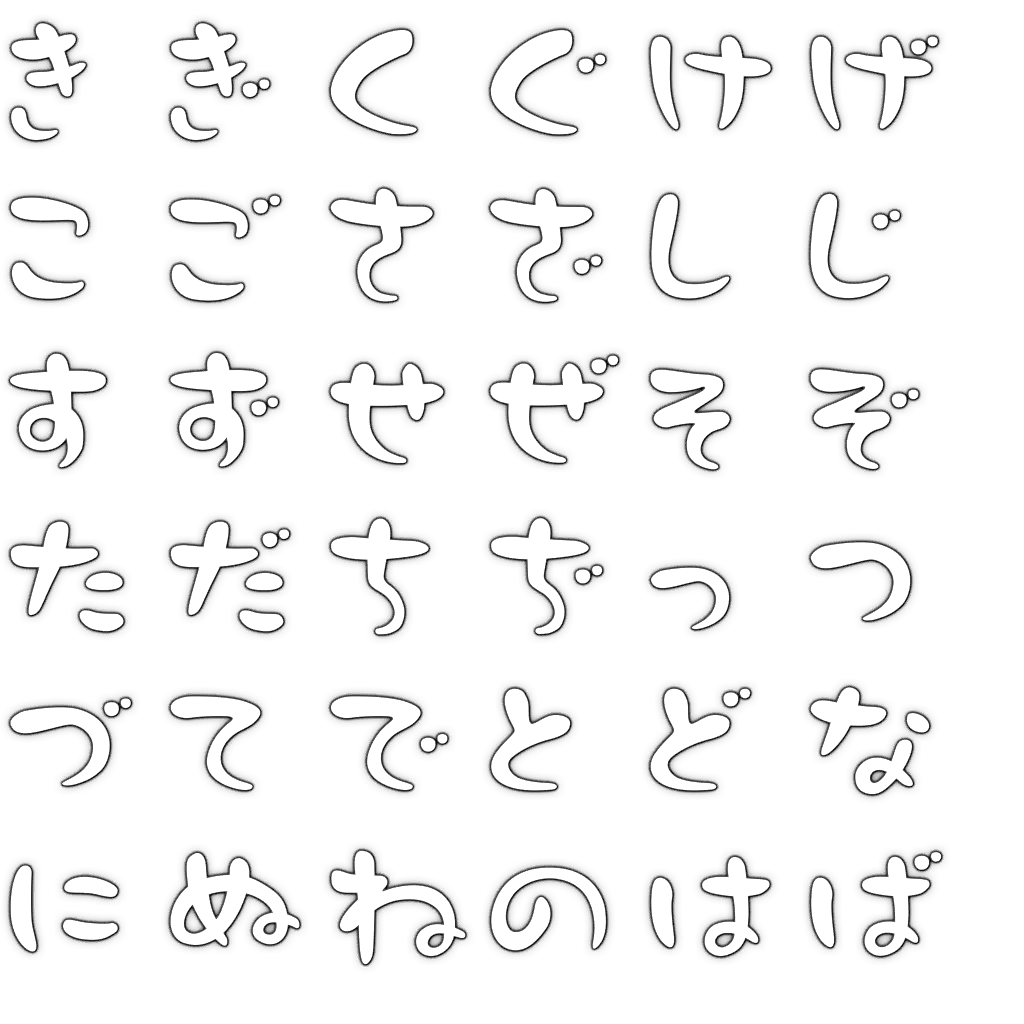 きぎくぐけげ
こごさざしじ
すずせぜそぞ
ただちぢっつ
づてでとどな
にぬねのはば